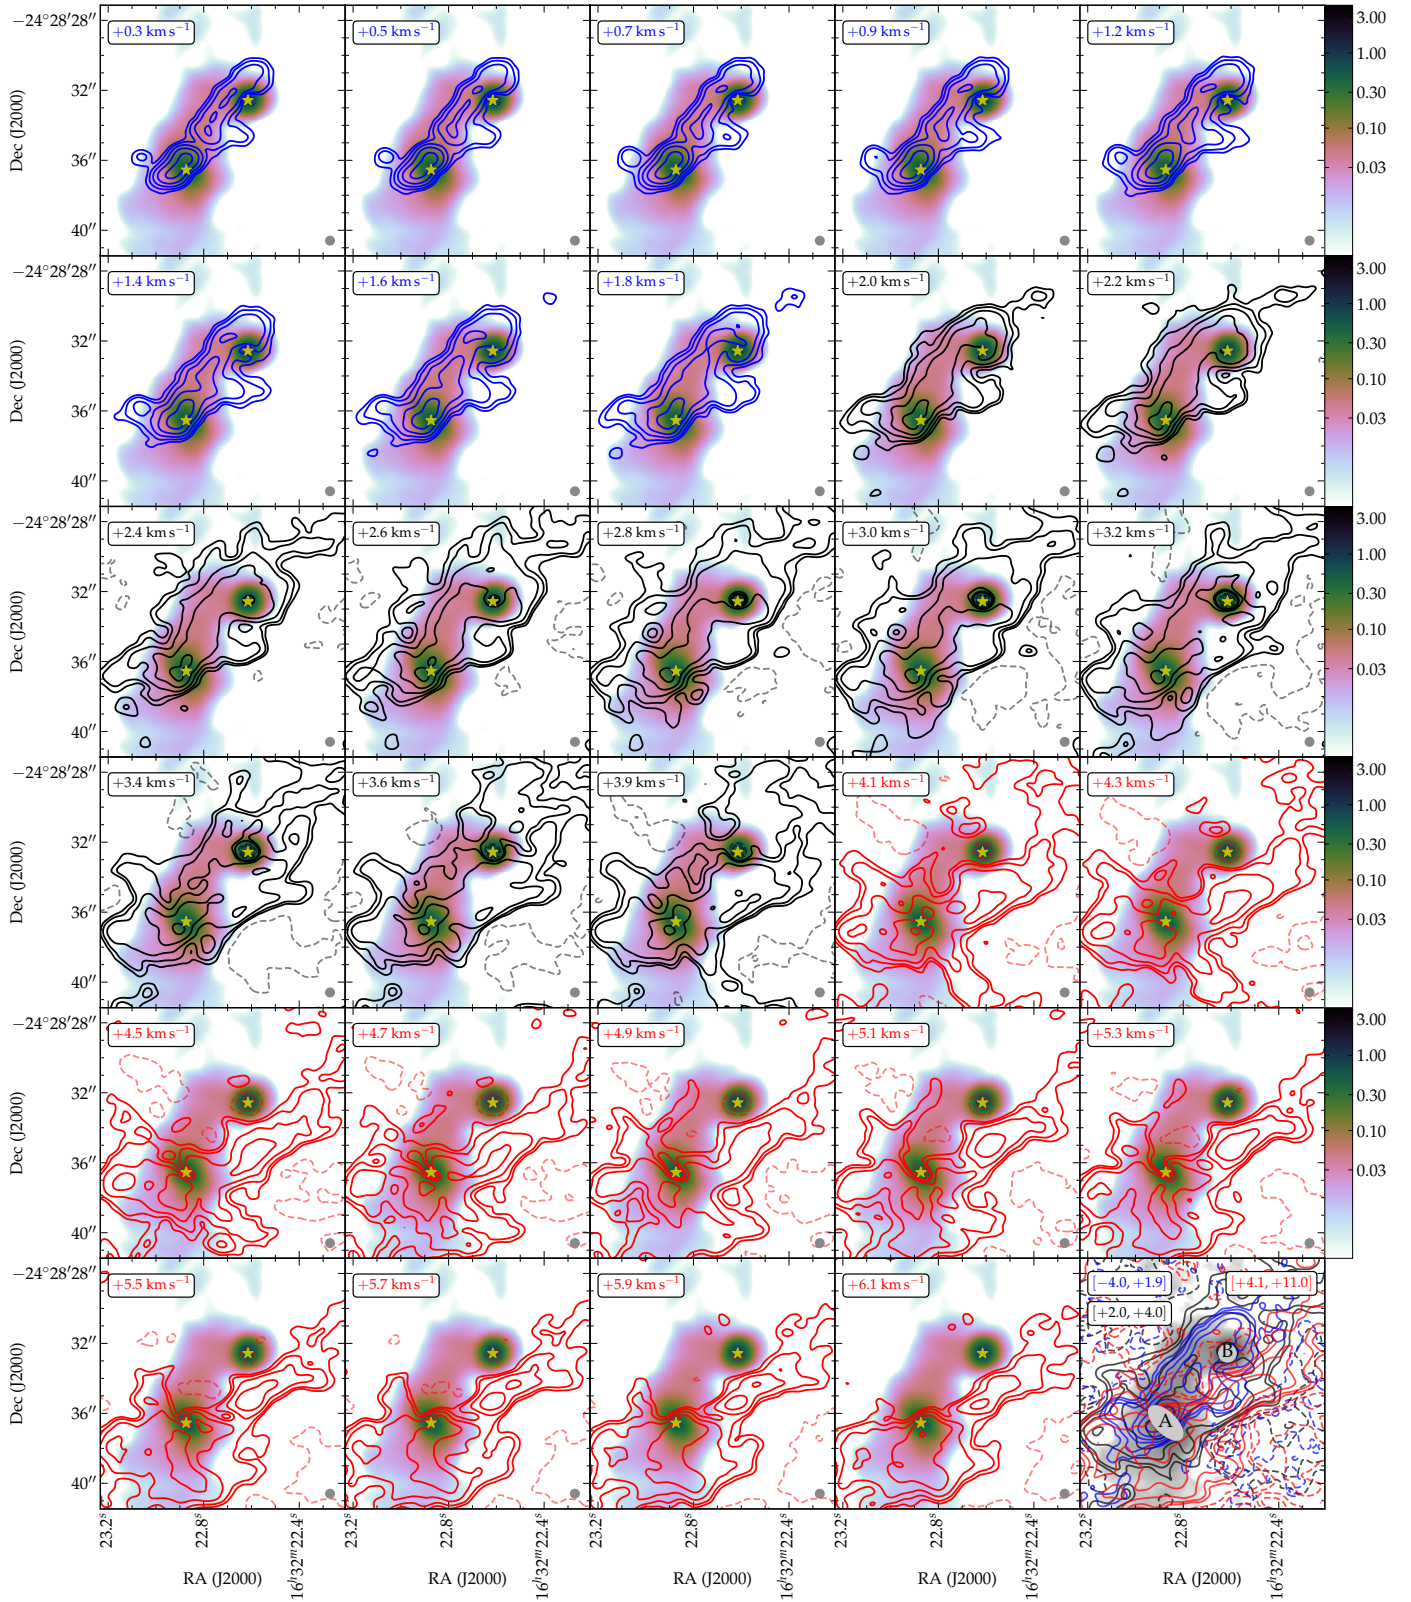 +0.3 km s⁻¹ +0.5 km s⁻¹ +0.7 km s⁻¹ +0.9 km s⁻¹ +1.2 km s⁻¹
−24°28′28″
32″
36″
40″
Dec (J2000)
3.00
1.00
0.30
0.10
0.03
+1.4 km s⁻¹ +1.6 km s⁻¹ +1.8 km s⁻¹ +2.0 km s⁻¹ +2.2 km s⁻¹
−24°28′28″
32″
36″
40″
Dec (J2000)
3.00
1.00
0.30
0.10
0.03
+2.4 km s⁻¹ +2.6 km s⁻¹ +2.8 km s⁻¹ +3.0 km s⁻¹ +3.2 km s⁻¹
−24°28′28″
32″
36″
40″
Dec (J2000)
3.00
1.00
0.30
0.10
0.03
+3.4 km s⁻¹ +3.6 km s⁻¹ +3.9 km s⁻¹ +4.1 km s⁻¹ +4.3 km s⁻¹
−24°28′28″
32″
36″
40″
Dec (J2000)
3.00
1.00
0.30
0.10
0.03
+4.5 km s⁻¹ +4.7 km s⁻¹ +4.9 km s⁻¹ +5.1 km s⁻¹ +5.3 km s⁻¹
−24°28′28″
32″
36″
40″
Dec (J2000)
3.00
1.00
0.30
0.10
0.03
+5.5 km s⁻¹ +5.7 km s⁻¹ +5.9 km s⁻¹ +6.1 km s⁻¹
[−4.0, +1.9] [+4.1, +11.0]
[+2.0, +4.0]
B
A
−24°28′28″
32″
36″
40″
Dec (J2000)
23.2ˢ 22.8ˢ 16ʰ32ᵐ22.4ˢ
23.2ˢ 22.8ˢ 16ʰ32ᵐ22.4ˢ
23.2ˢ 22.8ˢ 16ʰ32ᵐ22.4ˢ
23.2ˢ 22.8ˢ 16ʰ32ᵐ22.4ˢ
23.2ˢ 22.8ˢ 16ʰ32ᵐ22.4ˢ
RA (J2000) RA (J2000) RA (J2000) RA (J2000) RA (J2000)